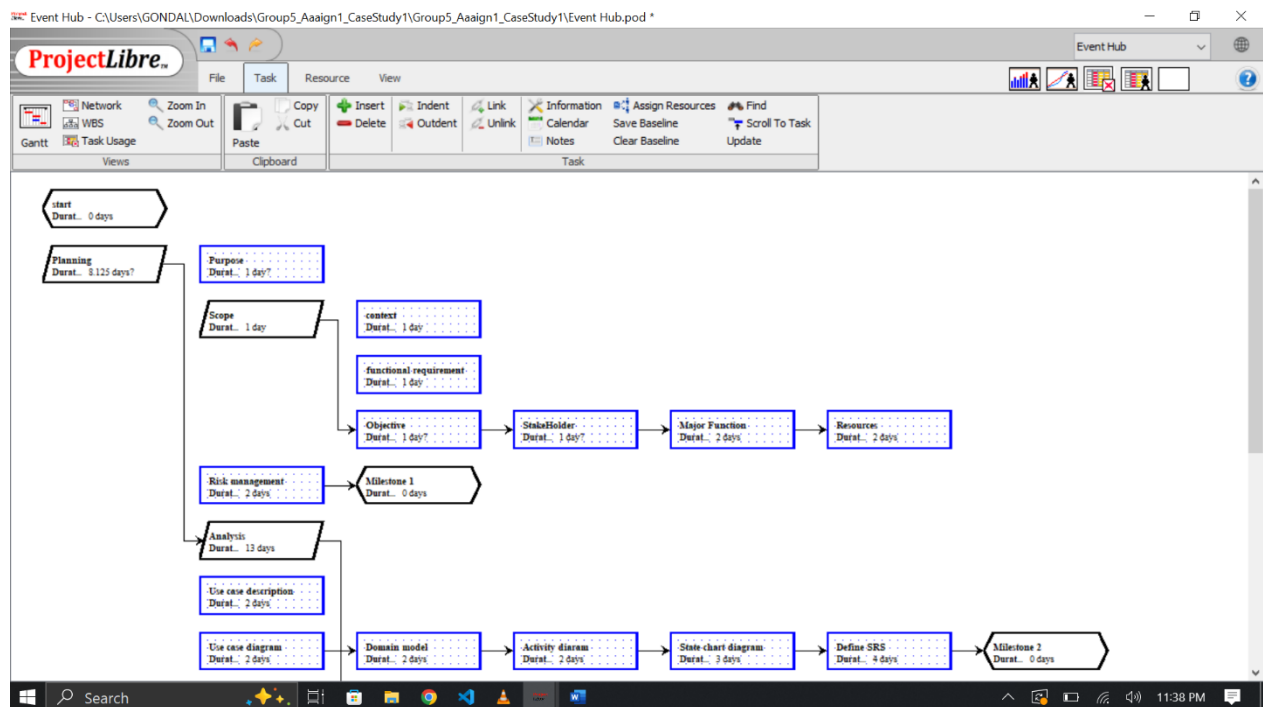 Event Hub - C:\Users\GONDAL\Downloads\Group5_Aaaign1_CaseStudy1\Group5_Aaaign1_CaseStudy1\Event Hub.pod *
ProjectLibre™
Event Hub
File Task Resource View
Gantt
Network
WBS
Task Usage
Zoom In
Zoom Out
Views
Paste
Copy
Cut
Clipboard
Insert
Delete
Indent
Outdent
Link
Unlink
Information
Calendar
Notes
Assign Resources
Save Baseline
Clear Baseline
Find
Scroll To Task
Update
Task
start
Durat... 0 days
Planning
Durat... 8.125 days?
Purpose
Durat... 1 day?
Scope
Durat... 1 day
context
Durat... 1 day
functional requirement
Durat... 1 day
Objective
Durat... 1 day?
StakeHolder
Durat... 1 day?
Major Function
Durat... 2 days
Resources
Durat... 2 days
Risk management
Durat... 2 days
Milestone 1
Durat... 0 days
Analysis
Durat... 13 days
Use case description
Durat... 2 days
Use case diagram
Durat... 2 days
Domain model
Durat... 2 days
Activity diaram
Durat... 2 days
State chart diagram
Durat... 3 days
Define SRS
Durat... 4 days
Milestone 2
Durat... 0 days
Search
11:38 PM